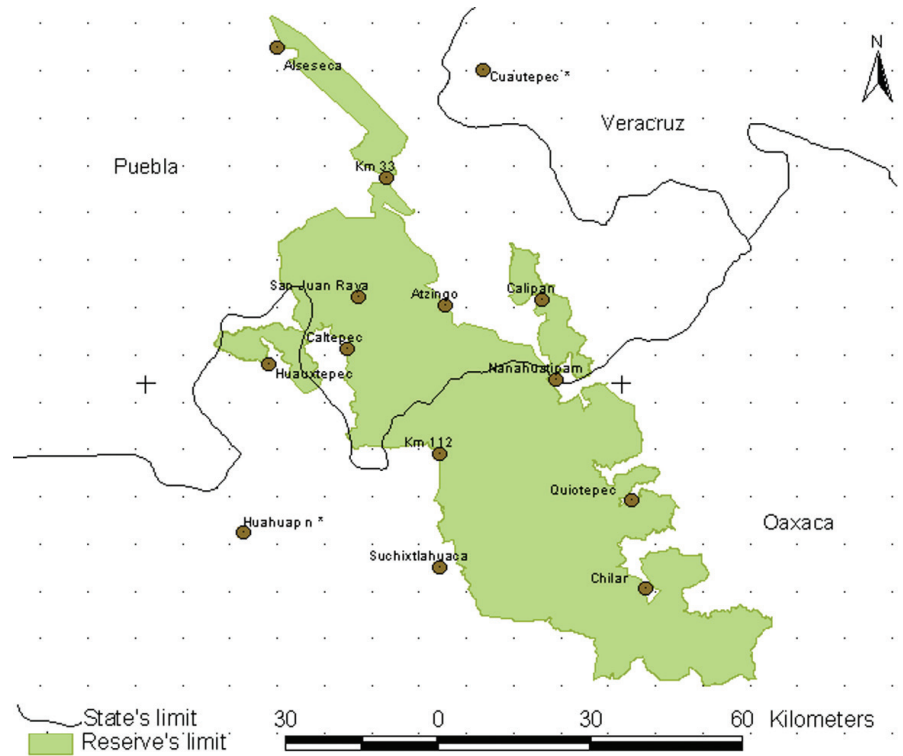 N
Alseseca
Cuautepec *
Veracruz
Puebla
Km 33
San Juan Raya
Atzingo
Calipan
Caltepec
Huauxtepec
Nanahuatipam
Km 112
Quiotepec
Oaxaca
Huahuap n *
Suchixtlahuaca
Chilar
State's limit
30 0 30 60 Kilometers
Reserve's limit